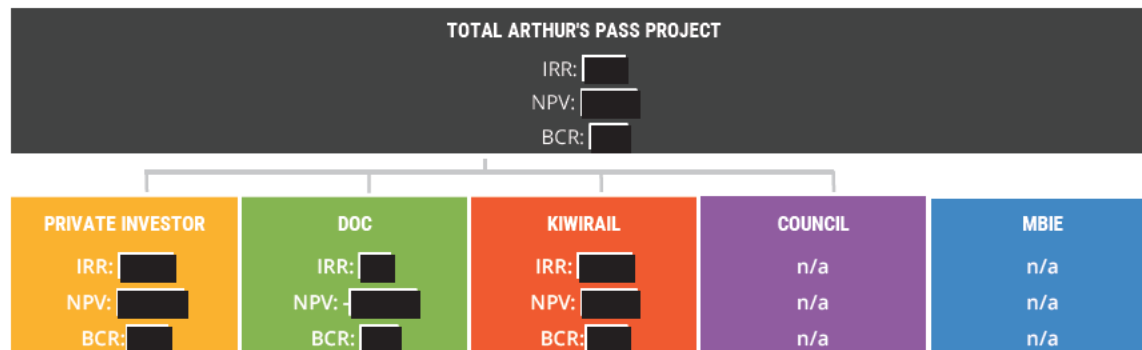 TOTAL ARTHUR'S PASS PROJECT
IRR:
NPV:
BCR:
PRIVATE INVESTOR
IRR:
NPV:
BCR:
DOC
IRR:
NPV: -
BCR:
KIWIRAIL
IRR:
NPV:
BCR:
COUNCIL
n/a
n/a
n/a
MBIE
n/a
n/a
n/a